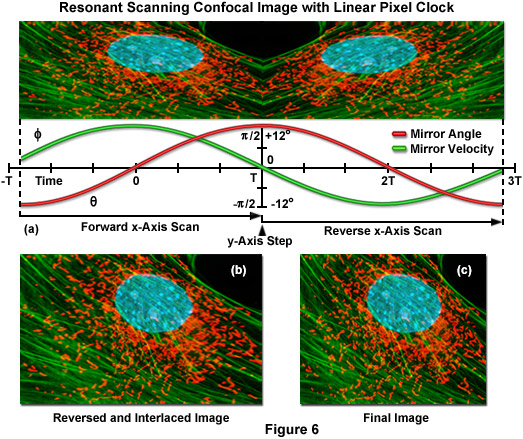 Resonant Scanning Confocal Image with Linear Pixel Clock
ϕ
π/2
+12°
Mirror Angle
Mirror Velocity
0
-T
Time
0
T
2T
3T
θ
-π/2
-12°
(a)
Forward x-Axis Scan
Reverse x-Axis Scan
y-Axis Step
(b)
(c)
Reversed and Interlaced Image
Final Image
Figure 6